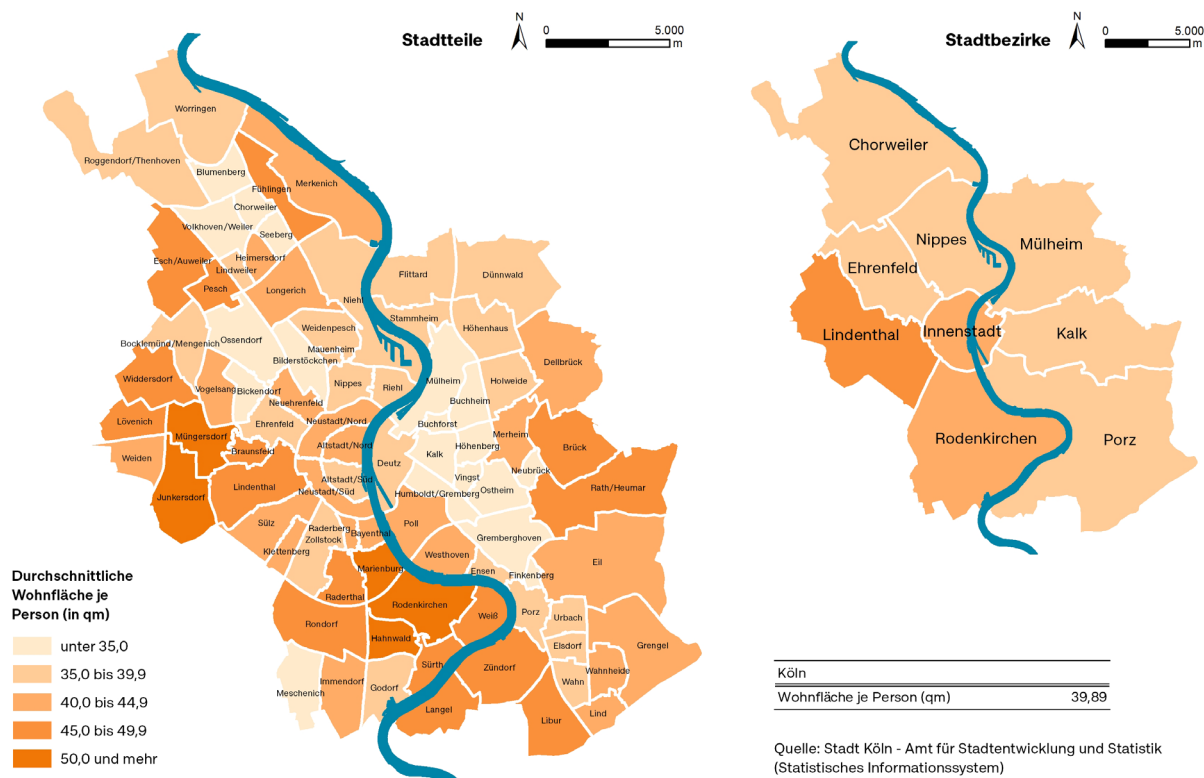 Stadtteile
N
0
5.000
m
Stadtbezirke
N
0
5.000
m
Worringen
Roggendorf/Thenhoven
Blumenberg
Fühlingen
Merkenich
Chorweiler
Volkhoven/Weiler
Seeberg
Esch/Auweiler
Heimersdorf
Lindweiler
Pesch
Longerich
Niehl
Flittard
Dünnwald
Stammheim
Höhenhaus
Weidenpesch
Bocklemünd/Mengenich
Ossendorf
Mauenheim
Bilderstöckchen
Dellbrück
Widdersdorf
Vogelsang
Bickendorf
Nippes
Riehl
Mülheim
Holweide
Neuehrenfeld
Buchheim
Lövenich
Ehrenfeld
Neustadt/Nord
Buchforst
Müngersdorf
Merheim
Altstadt/Nord
Höhenberg
Brück
Weiden
Braunsfeld
Kalk
Deutz
Neubrück
Junkersdorf
Lindenthal
Altstadt/Süd
Vingst
Neustadt/Süd
Humboldt/Gremberg
Ostheim
Rath/Heumar
Sülz
Raderberg
Zollstock
Bayenthal
Poll
Gremberghoven
Klettenberg
Westhoven
Eil
Marienburg
Ensen
Finkenberg
Raderthal
Rodenkirchen
Rondorf
Weiß
Porz
Urbach
Hahnwald
Elsdorf
Grengel
Sürth
Zündorf
Wahnheide
Meschenich
Immendorf
Godorf
Wahn
Langel
Libur
Lind
Chorweiler
Nippes
Mülheim
Ehrenfeld
Lindenthal
Innenstadt
Kalk
Rodenkirchen
Porz
Durchschnittliche
Wohnfläche je
Person (in qm)
unter 35,0
35,0 bis 39,9
40,0 bis 44,9
45,0 bis 49,9
50,0 und mehr
Köln
Wohnfläche je Person (qm) 39,89
Quelle: Stadt Köln - Amt für Stadtentwicklung und Statistik
(Statistisches Informationssystem)